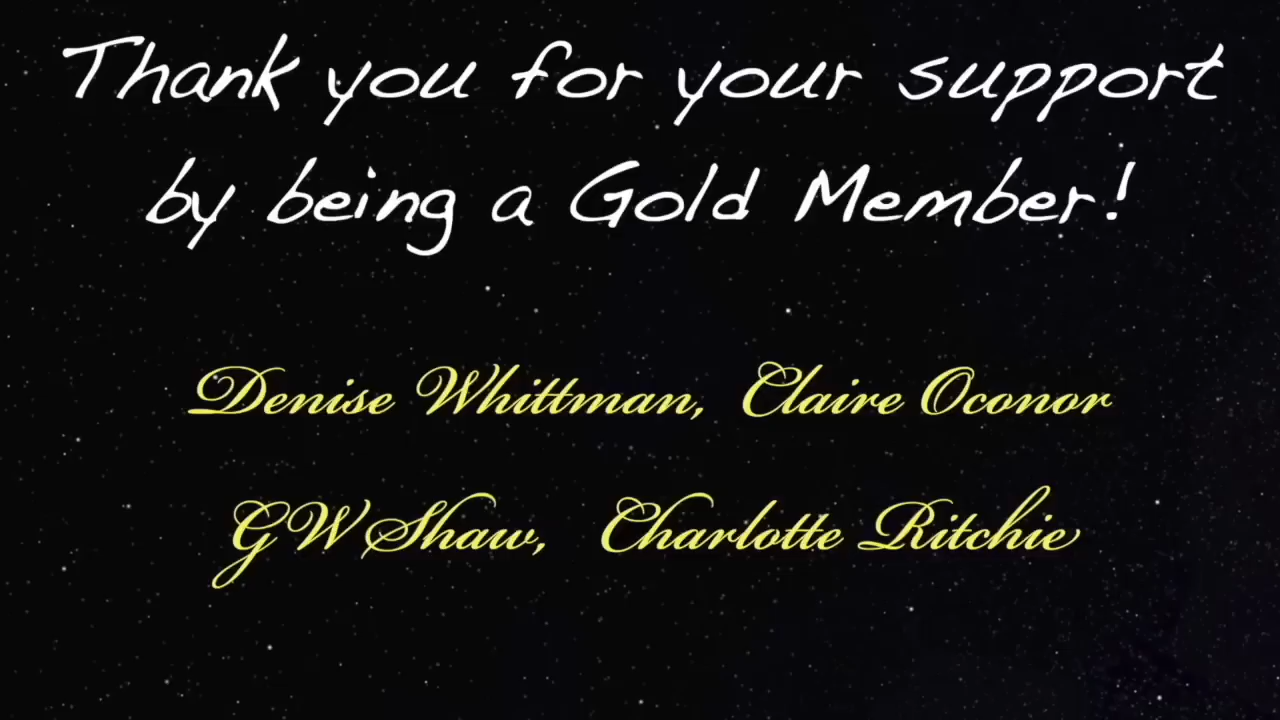 Thank you for your support
by being a Gold Member!
Denise Whittman, Claire Oconor
GW Shaw, Charlotte Ritchie